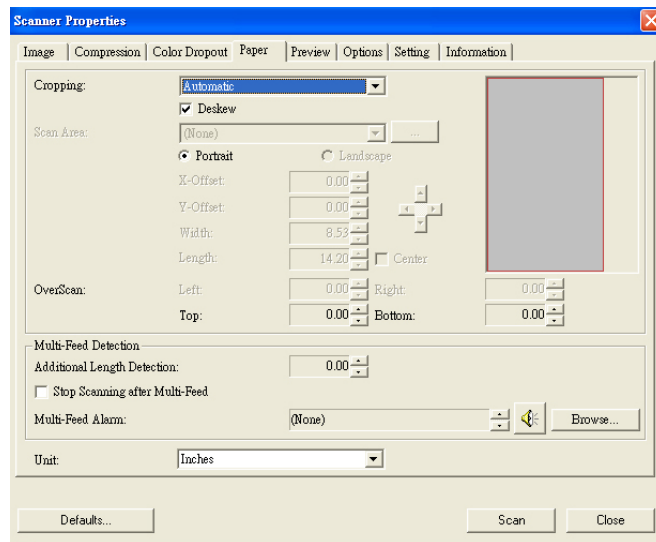 Scanner Properties
Image Compression Color Dropout Paper Preview Options Setting Information
Cropping: Automatic
Deskew
Scan Area: (None) ...
Portrait Landscape
X-Offset: 0.00
Y-Offset: 0.00
Width: 8.53
Length: 14.20 Center
OverScan: Left: 0.00 Right: 0.00
Top: 0.00 Bottom: 0.00
Multi-Feed Detection
Additional Length Detection: 0.00
Stop Scanning after Multi-Feed
Multi-Feed Alarm: (None) Browse...
Unit: Inches
Defaults... Scan Close